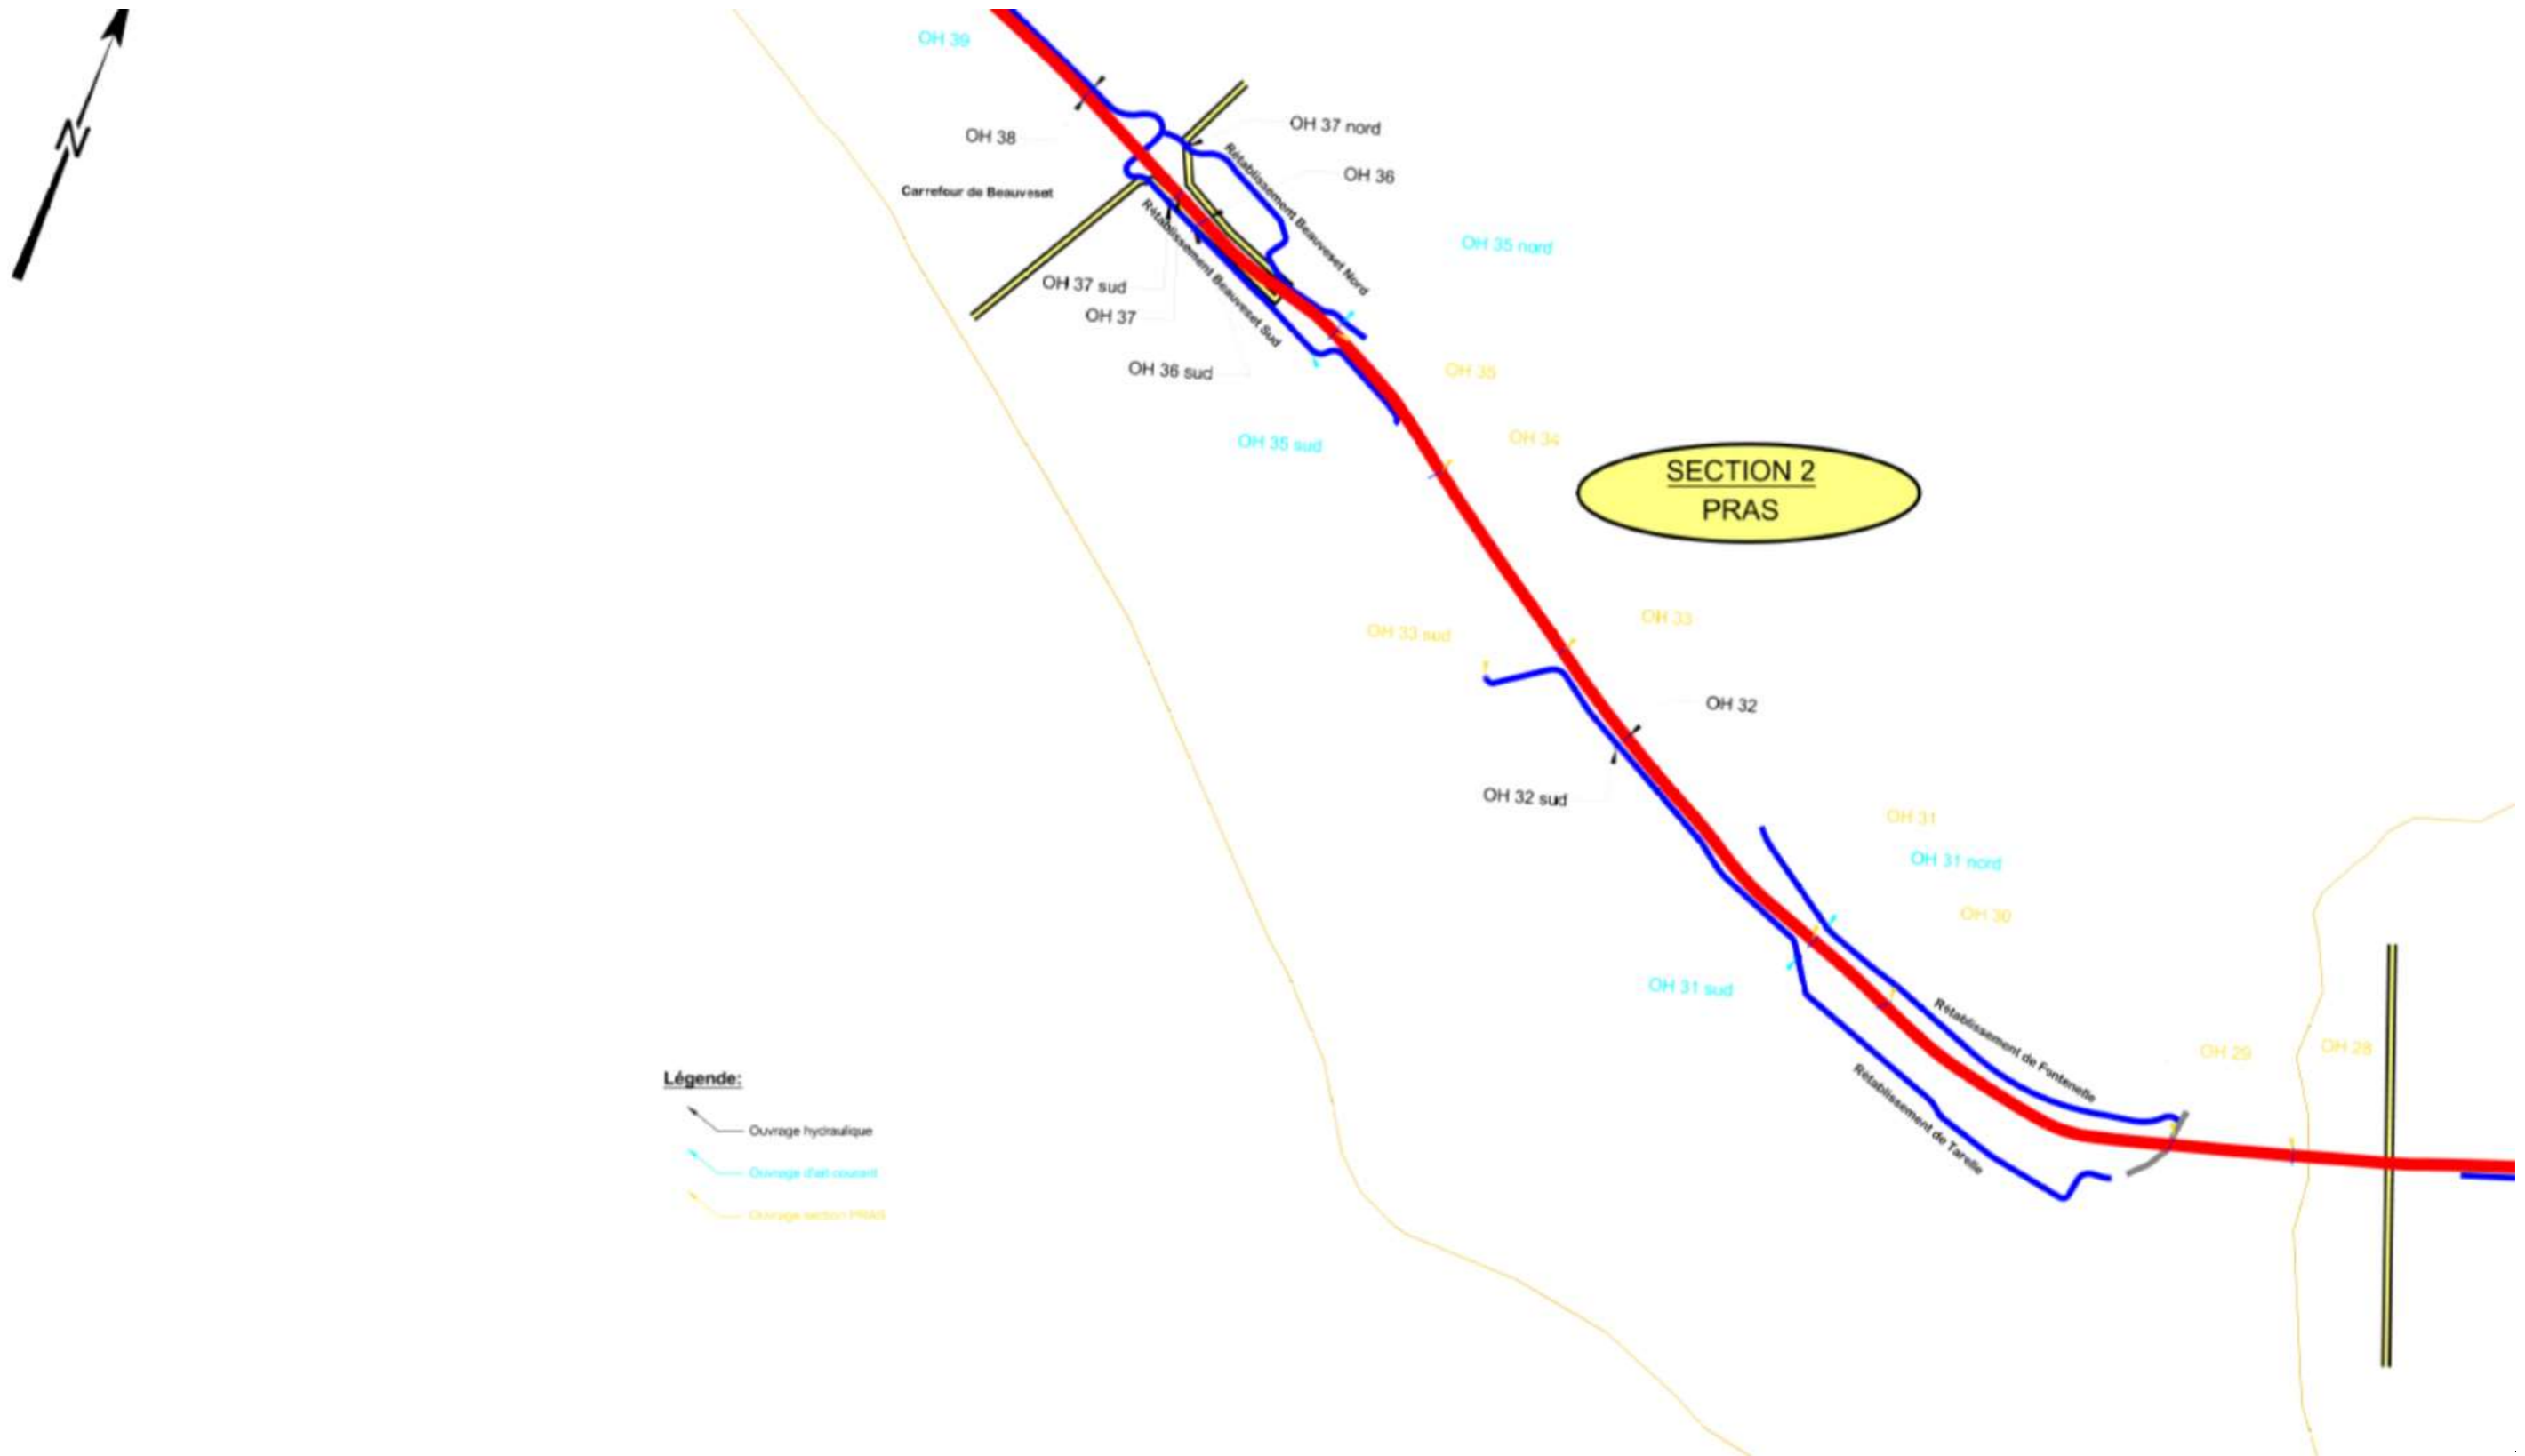 N
OH 39
OH 38
OH 37 nord
OH 36
Carrefour de Beauveset
Rétablissement Beauveset Nord
Rétablissement Beauveset Sud
OH 35 nord
OH 37 sud
OH 37
OH 36 sud
OH 35
OH 35 sud
OH 34
SECTION 2
PRAS
OH 33
OH 33 sud
OH 32
OH 32 sud
OH 31
OH 31 nord
OH 30
OH 31 sud
Rétablissement de Fontenelle
Rétablissement de Tarelle
OH 29
OH 28
Légende:
Ouvrage hydraulique
Ouvrage d'art courant
Ouvrage section PRAS